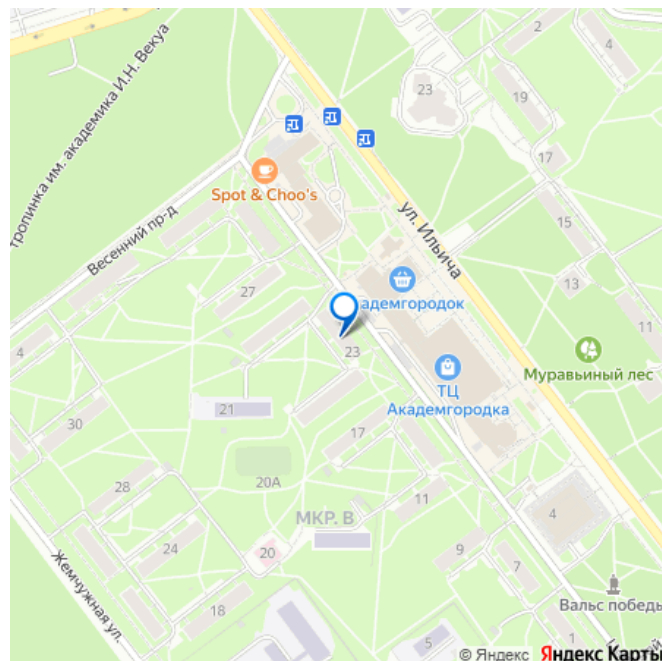 2
4
23
19
17
тропинка им. академика И.Н. Векуа
Spot & Choo's
ул. Ильича
15
Весенний пр-д
27
13
адемгородок
11
4
23
Муравьиный лес
ТЦ
Академгородка
21
30
17
20А
28
11
МКР. В
4
24
20
9
7
Жемчужная ул.
Вальс победы
18
5
1
© Яндекс Яндекс Карты